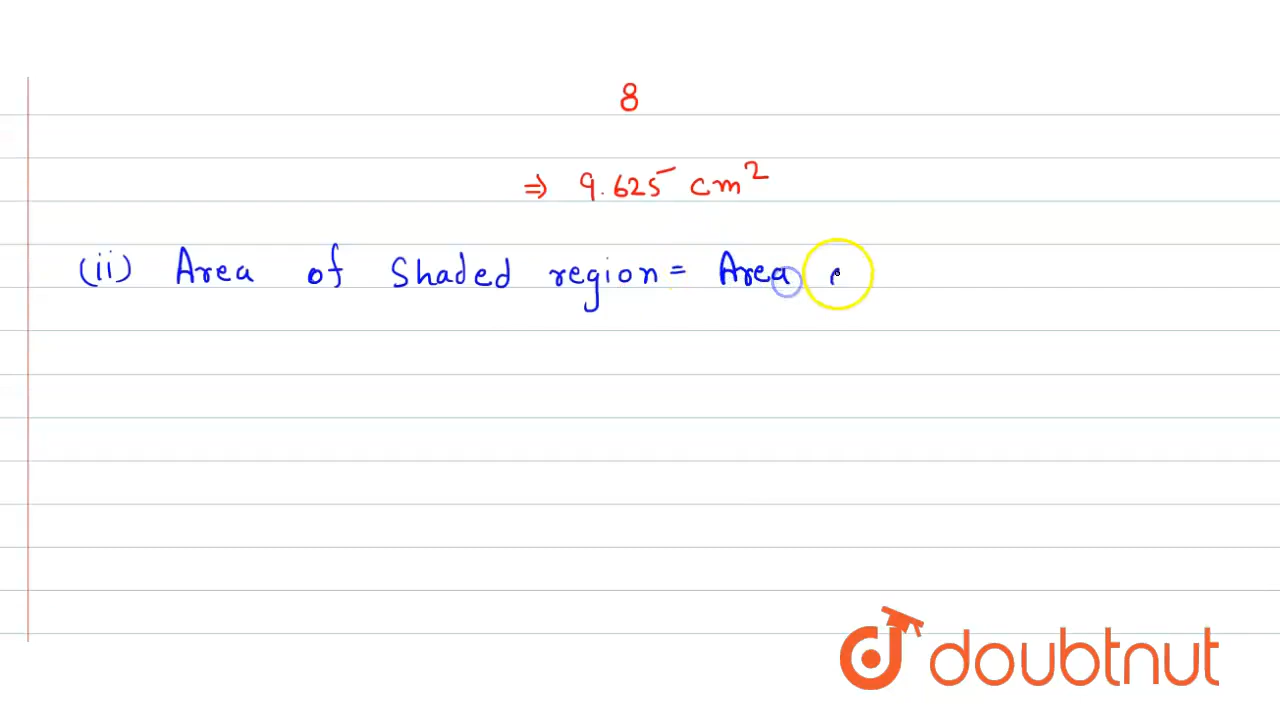 8
⇒ 9.625 cm²
(ii) Area of Shaded region = Area
doubtnut